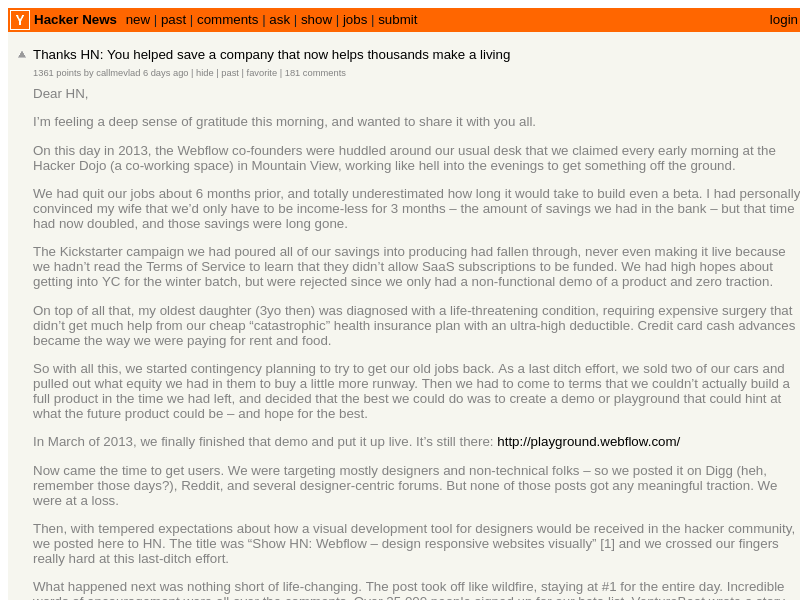 Y Hacker News new | past | comments | ask | show | jobs | submit login
Thanks HN: You helped save a company that now helps thousands make a living
1361 points by callmevlad 6 days ago | hide | past | favorite | 181 comments
Dear HN,
I’m feeling a deep sense of gratitude this morning, and wanted to share it with you all.
On this day in 2013, the Webflow co-founders were huddled around our usual desk that we claimed every early morning at the
Hacker Dojo (a co-working space) in Mountain View, working like hell into the evenings to get something off the ground.
We had quit our jobs about 6 months prior, and totally underestimated how long it would take to build even a beta. I had personally
convinced my wife that we’d only have to be income-less for 3 months – the amount of savings we had in the bank – but that time
had now doubled, and those savings were long gone.
The Kickstarter campaign we had poured all of our savings into producing had fallen through, never even making it live because
we hadn’t read the Terms of Service to learn that they didn’t allow SaaS subscriptions to be funded. We had high hopes about
getting into YC for the winter batch, but were rejected since we only had a non-functional demo of a product and zero traction.
On top of all that, my oldest daughter (3yo then) was diagnosed with a life-threatening condition, requiring expensive surgery that
didn’t get much help from our cheap “catastrophic” health insurance plan with an ultra-high deductible. Credit card cash advances
became the way we were paying for rent and food.
So with all this, we started contingency planning to try to get our old jobs back. As a last ditch effort, we sold two of our cars and
pulled out what equity we had in them to buy a little more runway. Then we had to come to terms that we couldn’t actually build a
full product in the time we had left, and decided that the best we could do was to create a demo or playground that could hint at
what the future product could be – and hope for the best.
In March of 2013, we finally finished that demo and put it up live. It’s still there: http://playground.webflow.com/
Now came the time to get users. We were targeting mostly designers and non-technical folks – so we posted it on Digg (heh,
remember those days?), Reddit, and several designer-centric forums. But none of those posts got any meaningful traction. We
were at a loss.
Then, with tempered expectations about how a visual development tool for designers would be received in the hacker community,
we posted here to HN. The title was “Show HN: Webflow – design responsive websites visually” [1] and we crossed our fingers
really hard at this last-ditch effort.
What happened next was nothing short of life-changing. The post took off like wildfire, staying at #1 for the entire day. Incredible